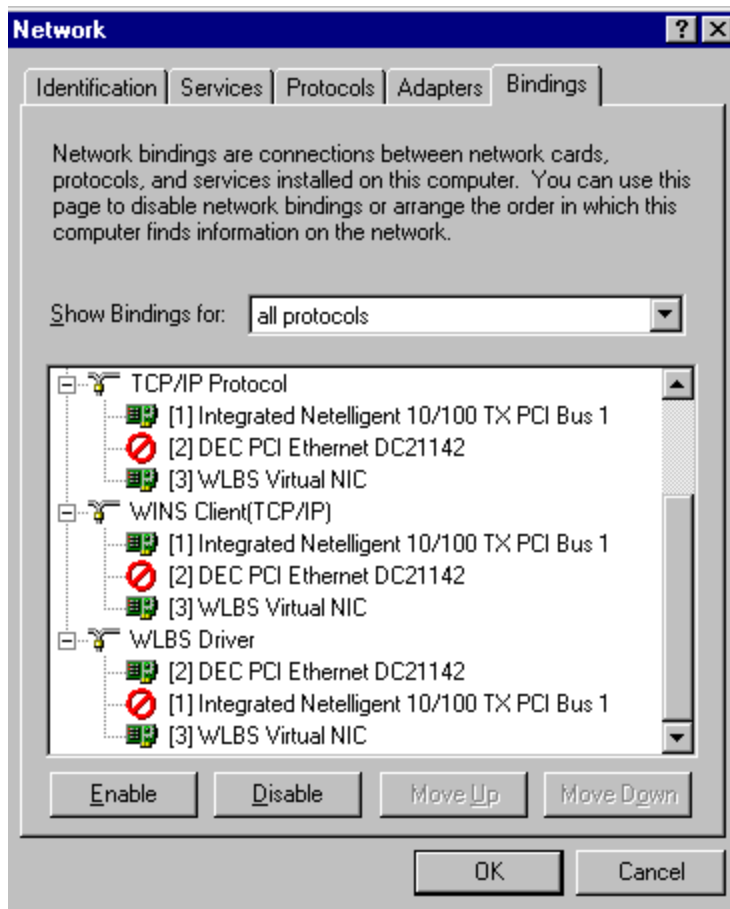 Network
?
Identification Services Protocols Adapters Bindings
Network bindings are connections between network cards,
protocols, and services installed on this computer. You can use this
page to disable network bindings or arrange the order in which this
computer finds information on the network.
Show Bindings for: all protocols
TCP/IP Protocol
[1] Integrated Netelligent 10/100 TX PCI Bus 1
[2] DEC PCI Ethernet DC21142
[3] WLBS Virtual NIC
WINS Client(TCP/IP)
[1] Integrated Netelligent 10/100 TX PCI Bus 1
[2] DEC PCI Ethernet DC21142
[3] WLBS Virtual NIC
WLBS Driver
[2] DEC PCI Ethernet DC21142
[1] Integrated Netelligent 10/100 TX PCI Bus 1
[3] WLBS Virtual NIC
Enable Disable Move Up Move Down
OK Cancel